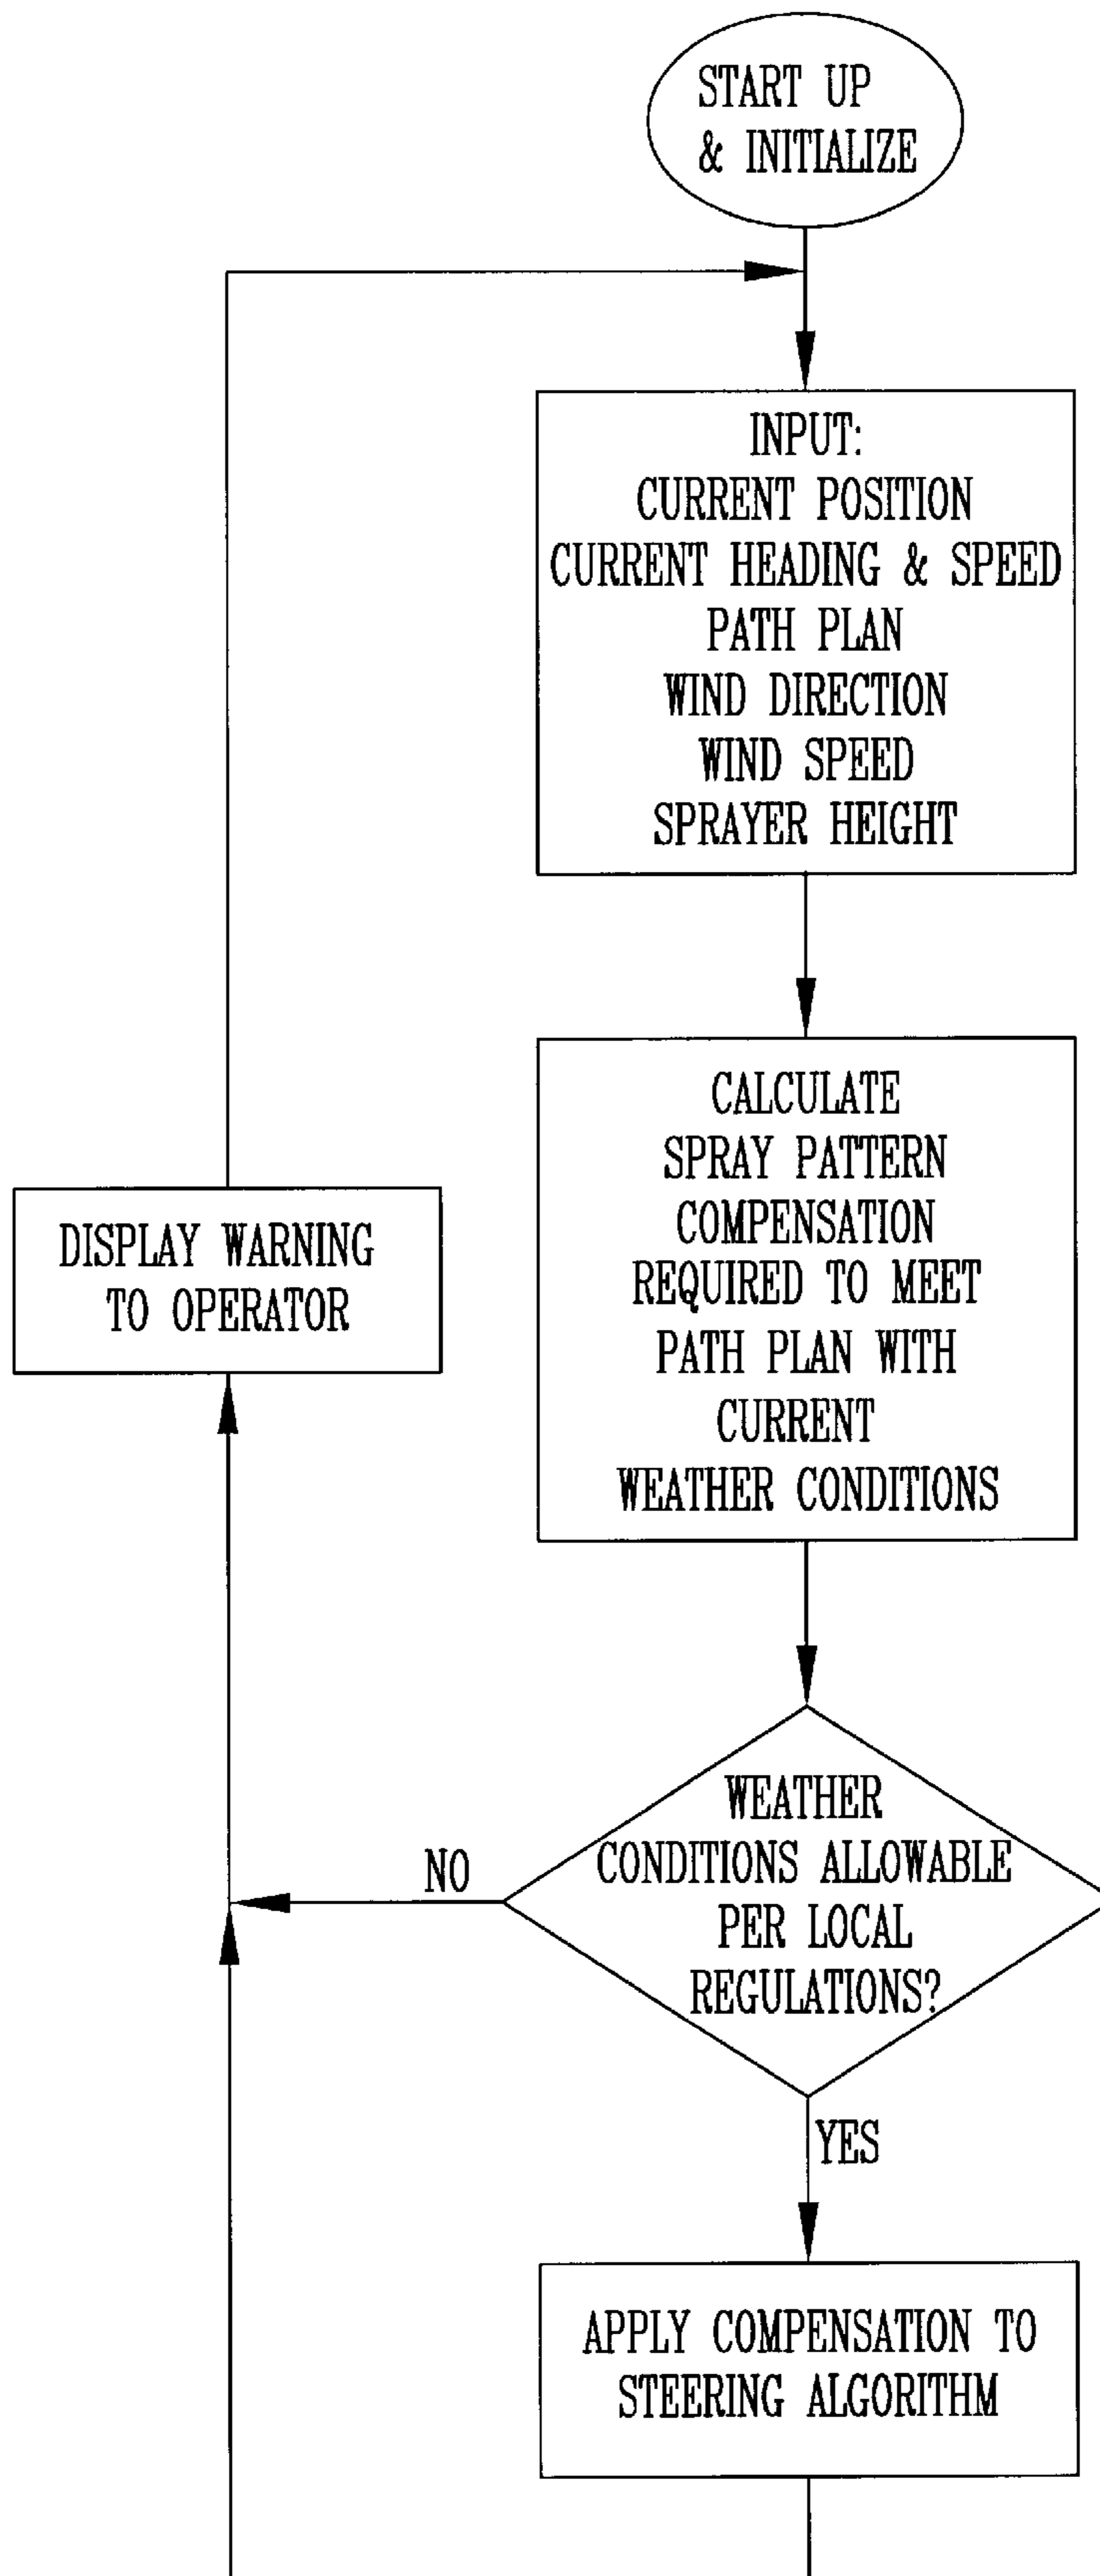 START UP
& INITIALIZE
INPUT:
CURRENT POSITION
CURRENT HEADING & SPEED
PATH PLAN
WIND DIRECTION
WIND SPEED
SPRAYER HEIGHT
CALCULATE
SPRAY PATTERN
COMPENSATION
REQUIRED TO MEET
PATH PLAN WITH
CURRENT
WEATHER CONDITIONS
DISPLAY WARNING
TO OPERATOR
WEATHER
CONDITIONS ALLOWABLE
PER LOCAL
REGULATIONS?
NO
YES
APPLY COMPENSATION TO
STEERING ALGORITHM